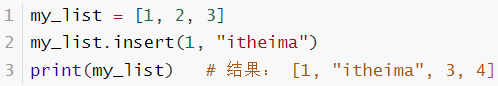 1 my_list = [1, 2, 3]
2 my_list.insert(1, "itheima")
3 print(my_list)   # 结果： [1, "itheima", 3, 4]